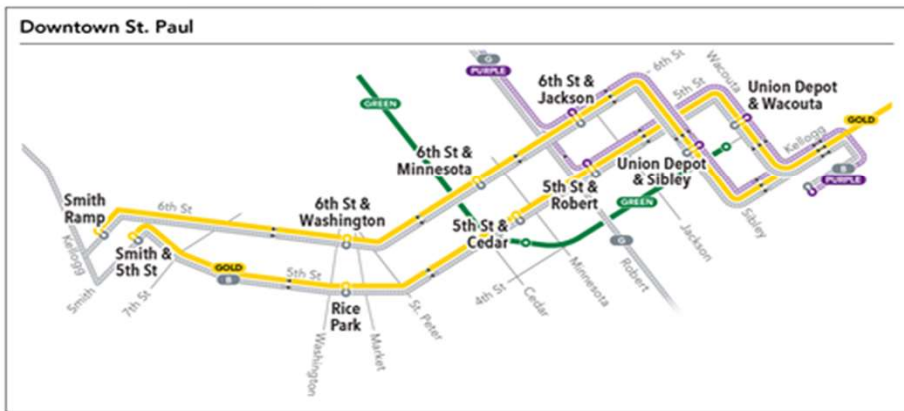 Downtown St. Paul
G
PURPLE
6th St
Wacouta
5th St
Union Depot
& Wacouta
6th St &
Jackson
GREEN
GOLD
Kellogg
6th St &
Minnesota
Union Depot
& Sibley
PURPLE
5th St &
Robert
Smith
Ramp
6th St
6th St &
Washington
GREEN
5th St &
Cedar
Sibley
Kellogg
Smith &
5th St
G
Jackson
GOLD
5th St
Smith
7th St
4th St
Robert
Minnesota
Cedar
Rice
Park
St. Peter
Market
Washington